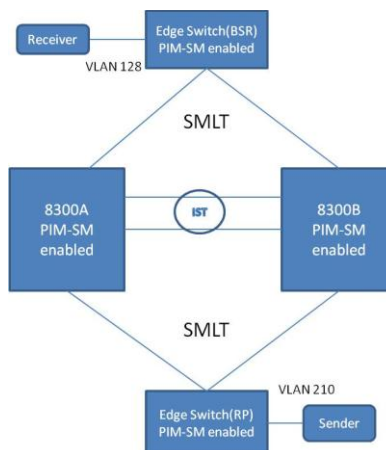 Receiver
Edge Switch(BSR)
PIM-SM enabled
VLAN 128
SMLT
8300A
PIM-SM
enabled
IST
8300B
PIM-SM
enabled
SMLT
VLAN 210
Edge Switch(RP)
PIM-SM enabled
Sender